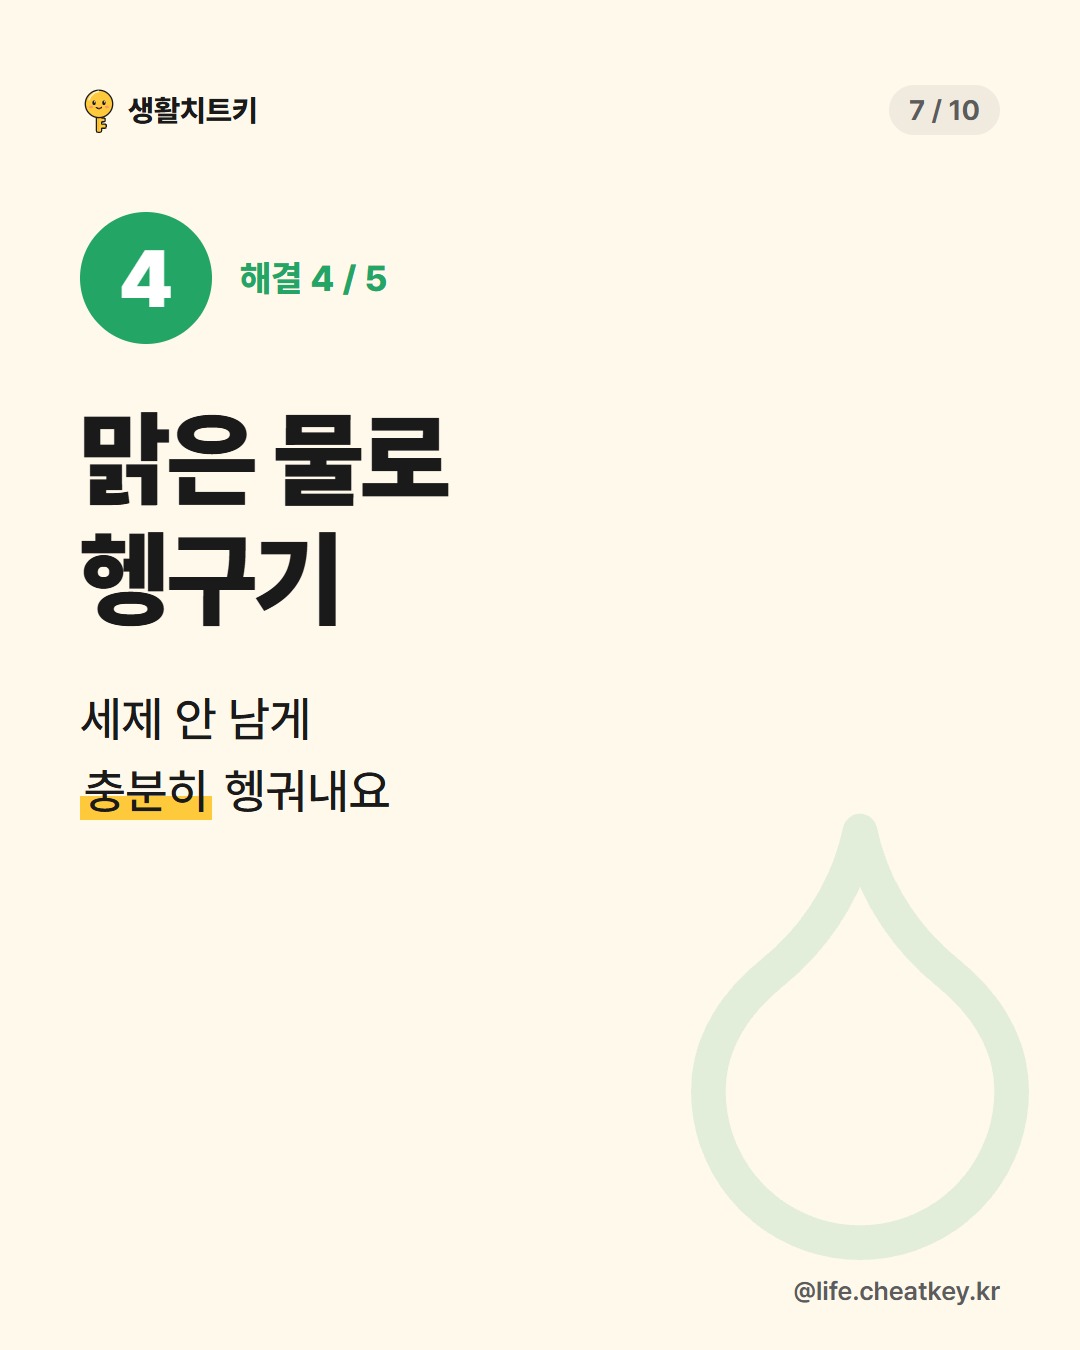 생활치트키
7 / 10
4
해결 4 / 5
맑은 물로
헹구기
세제 안 남게
충분히 헹궈내요
@life.cheatkey.kr